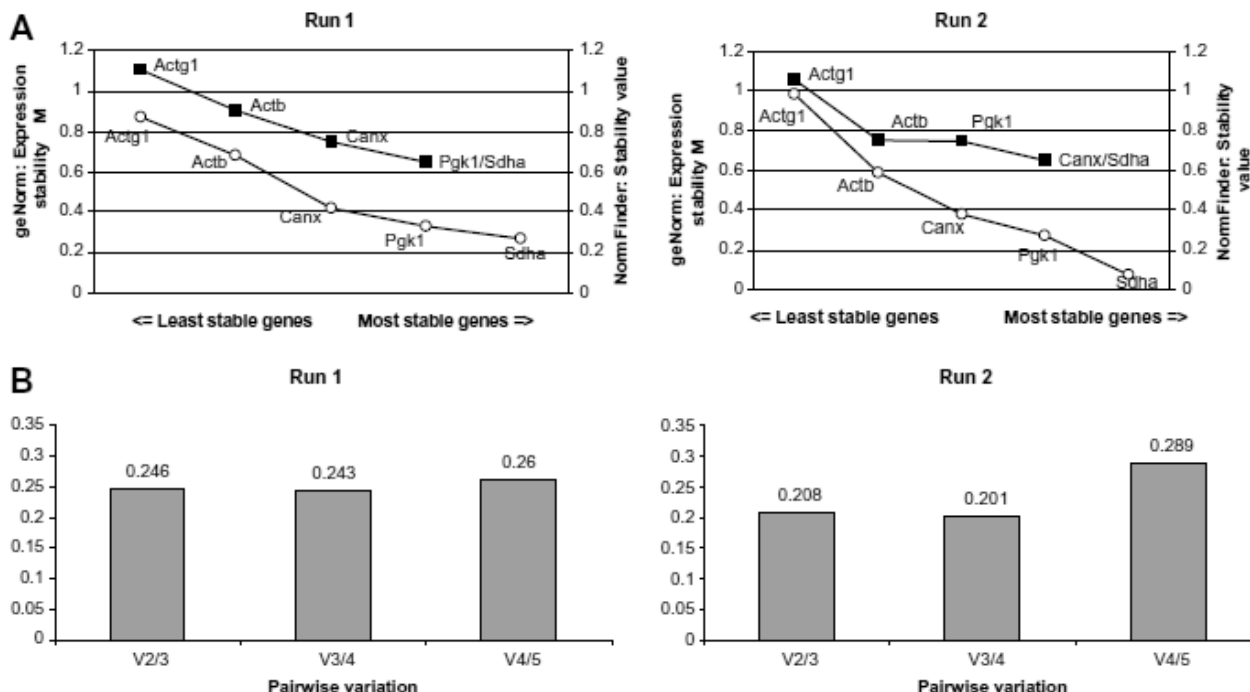 A
Run 1
1.2
1
0.8
0.6
0.4
0.2
0
geNorm: Expression
stability M
Actg1
Actb
Canx
Pgk1/Sdha
Actg1
Actb
Canx
Pgk1
Sdha
1.2
1
0.8
0.6
0.4
0.2
0
NormFinder: Stability value
<= Least stable genes
Most stable genes =>
Run 2
1.2
1
0.8
0.6
0.4
0.2
0
geNorm: Expression
stability M
Actg1
Actb
Pgk1
Canx/Sdha
Actg1
Actb
Canx
Pgk1
Sdha
1.2
1
0.8
0.6
0.4
0.2
0
NormFinder: Stability
value
<= Least stable genes
Most stable genes =>
B
Run 1
0.35
0.3
0.25
0.2
0.15
0.1
0.05
0
0.246
0.243
0.26
V2/3
V3/4
V4/5
Pairwise variation
Run 2
0.35
0.3
0.25
0.2
0.15
0.1
0.05
0
0.208
0.201
0.289
V2/3
V3/4
V4/5
Pairwise variation